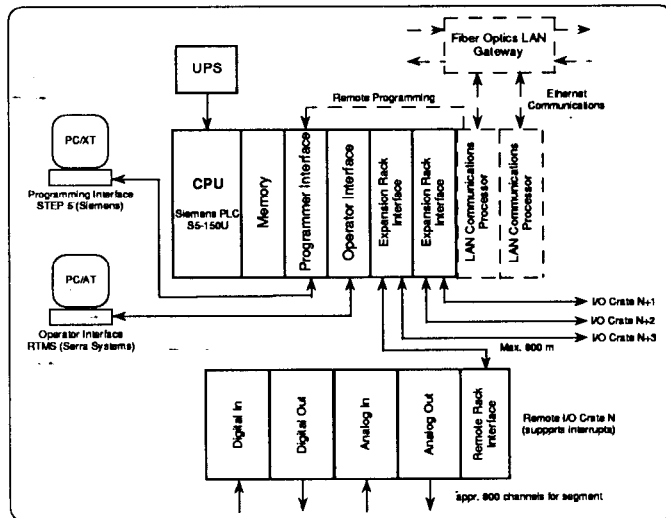 Fiber Optics LAN
Gateway
UPS
Ethernet
Communications
Remote Programming
PC/XT
Programming Interface
STEP 5 (Siemens)
CPU
Siemens PLC
S5-150U
Memory
Programmer Interface
Operator Interface
Expansion Rack
Interface
Expansion Rack
Interface
LAN Communications
Processor
LAN Communications
Processor
PC/AT
Operator Interface
RTMS (Serra Systems)
I/O Crate N+1
I/O Crate N+2
I/O Crate N+3
Max. 600 m
Digital In
Digital Out
Analog In
Analog Out
Remote Rack
Interface
Remote I/O Crate N
(supports interrupts)
appr. 800 channels for segment